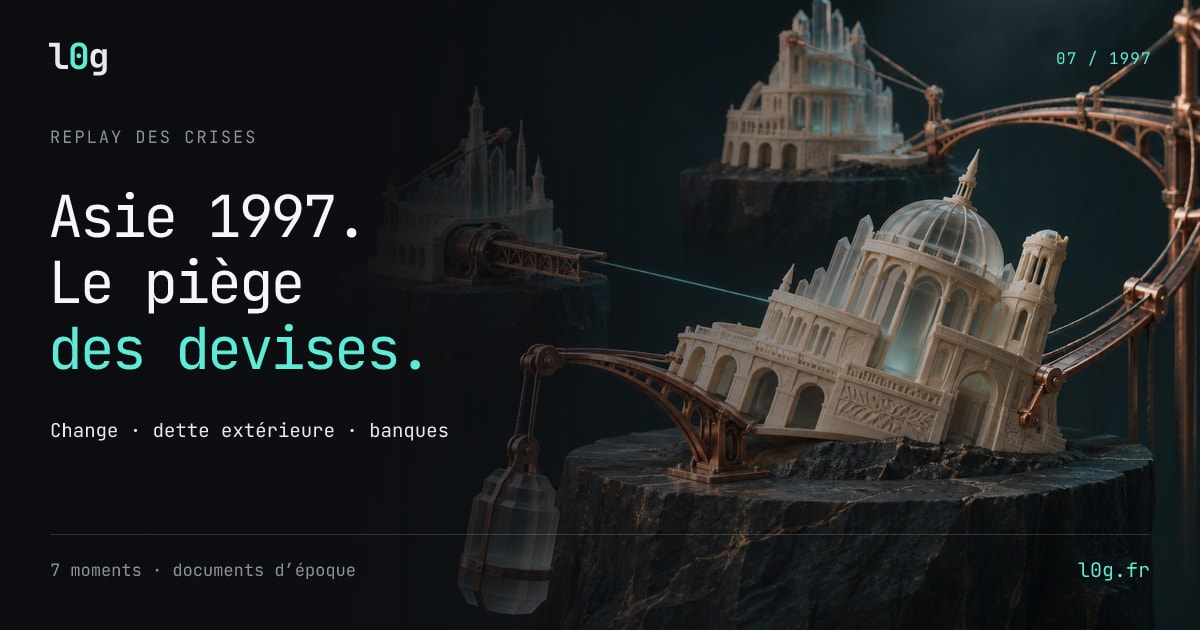 l0g
07 / 1997
REPLAY DES CRISES
Asie 1997.
Le piège
des devises.
Change · dette extérieure · banques
7 moments · documents d’époque
l0g.fr